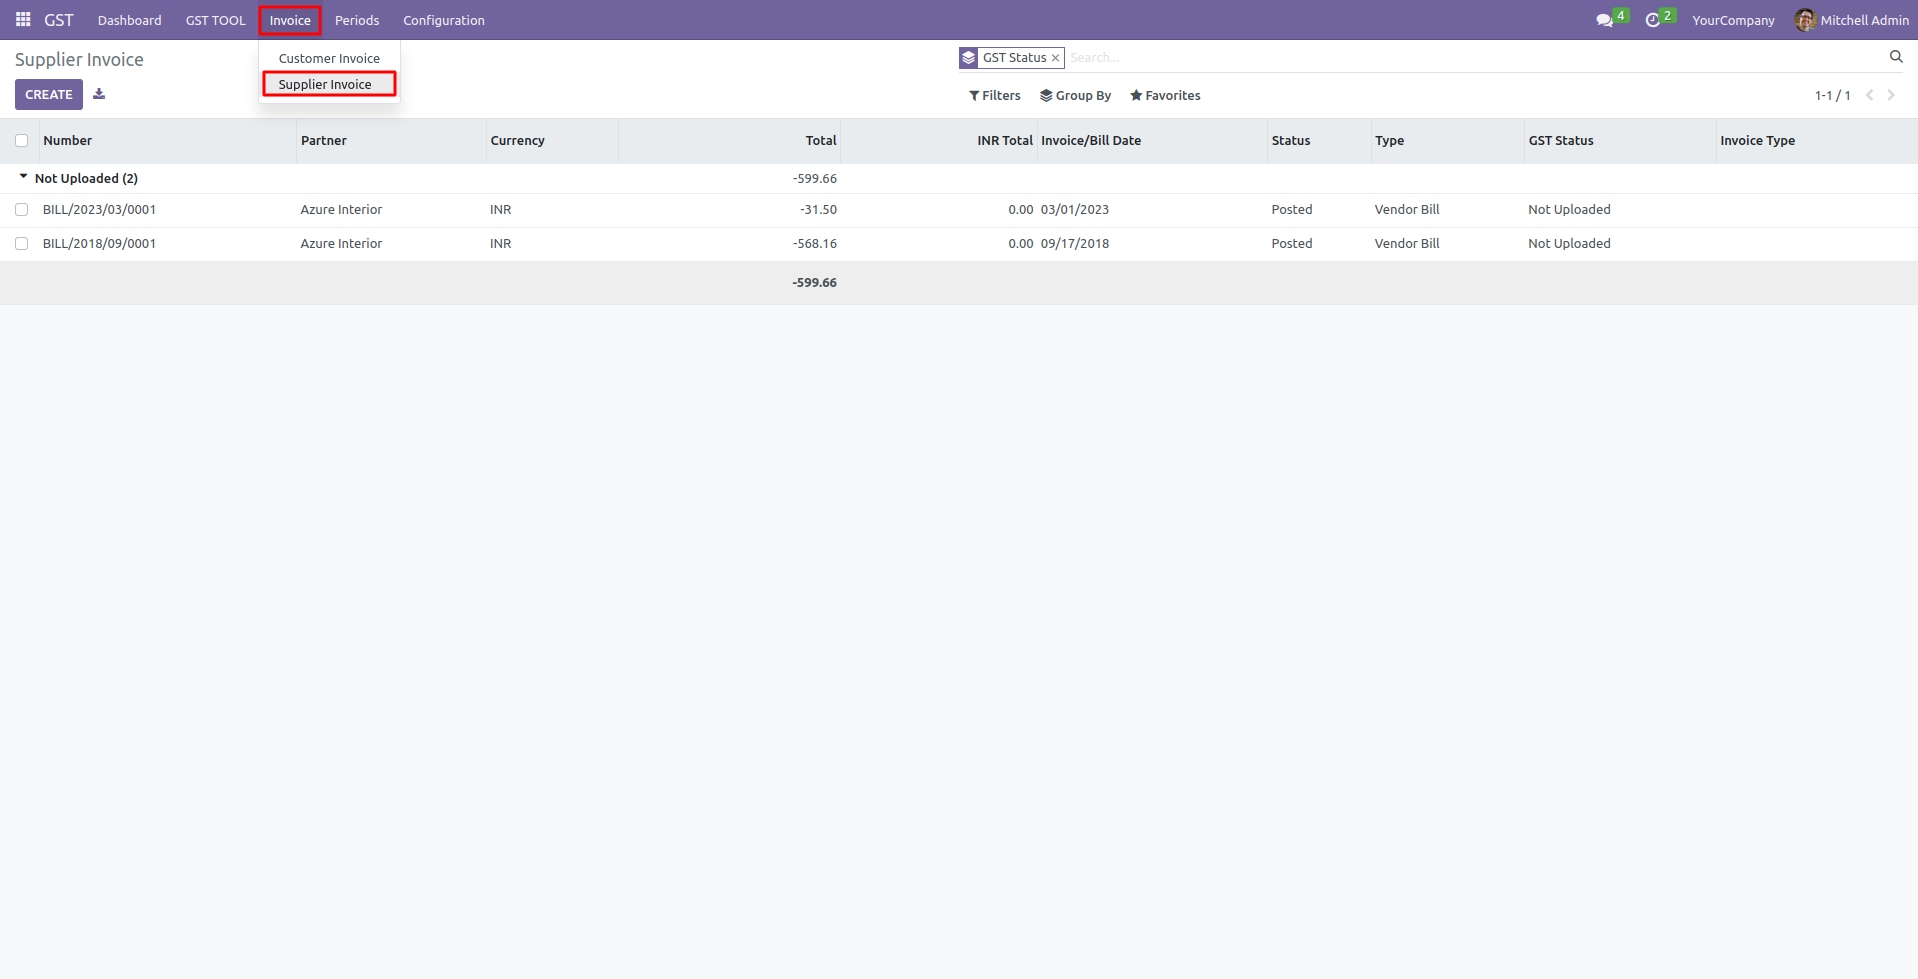 GST Dashboard GST TOOL Invoice Periods Configuration 4 2 YourCompany Mitchell Admin
Customer Invoice
Supplier Invoice
Supplier Invoice
GST Status × Search...
CREATE
Filters Group By Favorites 1-1 / 1
Number Partner Currency Total INR Total Invoice/Bill Date Status Type GST Status Invoice Type
Not Uploaded (2) -599.66
BILL/2023/03/0001 Azure Interior INR -31.50 0.00 03/01/2023 Posted Vendor Bill Not Uploaded
BILL/2018/09/0001 Azure Interior INR -568.16 0.00 09/17/2018 Posted Vendor Bill Not Uploaded
-599.66